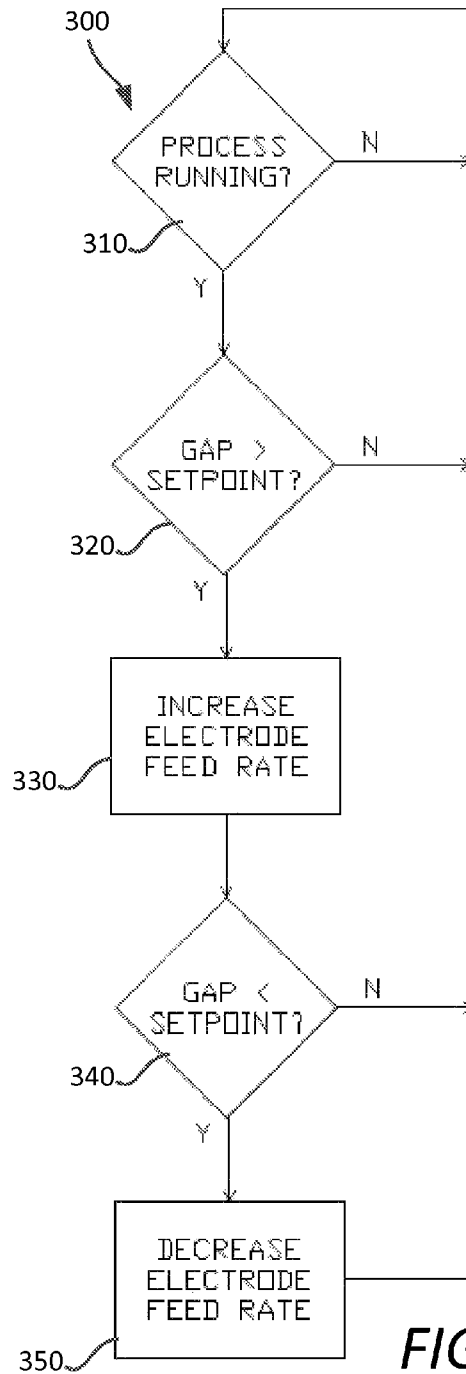 300
PROCESS
RUNNING?
N
310
Y
GAP >
SETPOINT?
N
320
Y
INCREASE
ELECTRODE
FEED RATE
330
GAP <
SETPOINT?
N
340
Y
DECREASE
ELECTRODE
FEED RATE
350
FIG